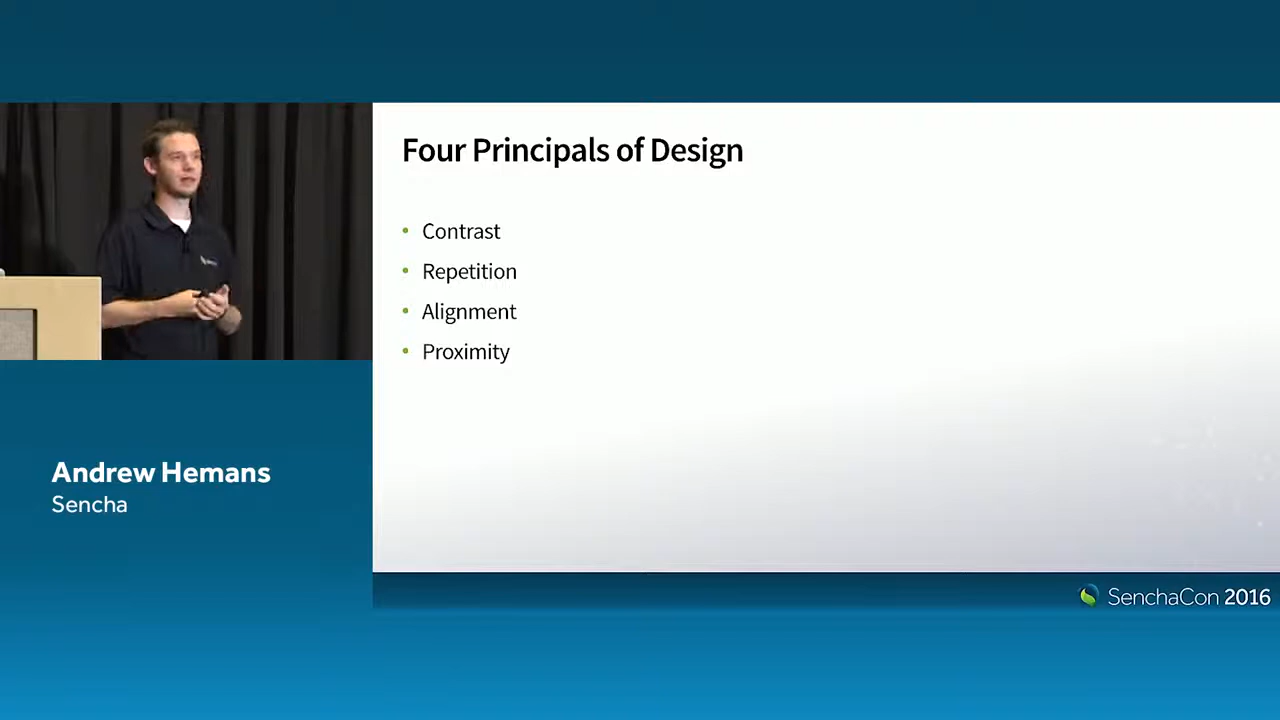 Four Principals of Design
• Contrast
• Repetition
• Alignment
• Proximity
Andrew Hemans
Sencha
SenchaCon 2016